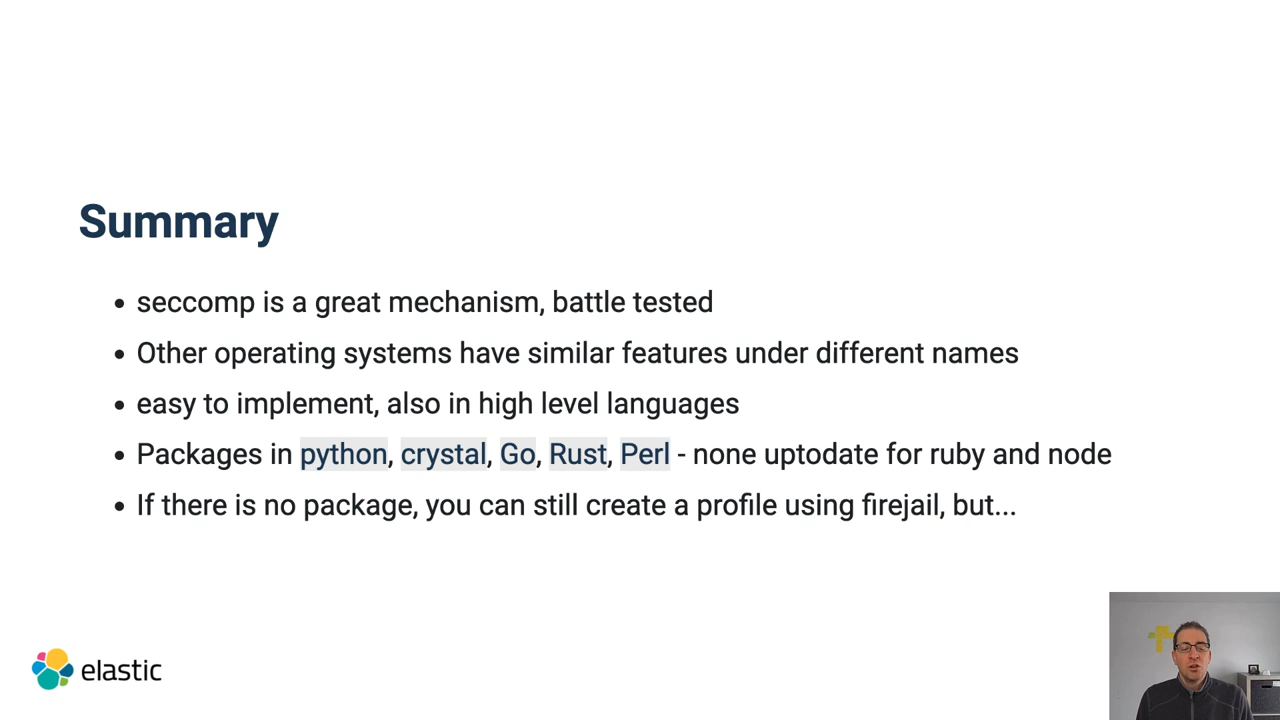 Summary
• seccomp is a great mechanism, battle tested
• Other operating systems have similar features under different names
• easy to implement, also in high level languages
• Packages in python, crystal, Go, Rust, Perl - none uptodate for ruby and node
• If there is no package, you can still create a profile using firejail, but...
elastic